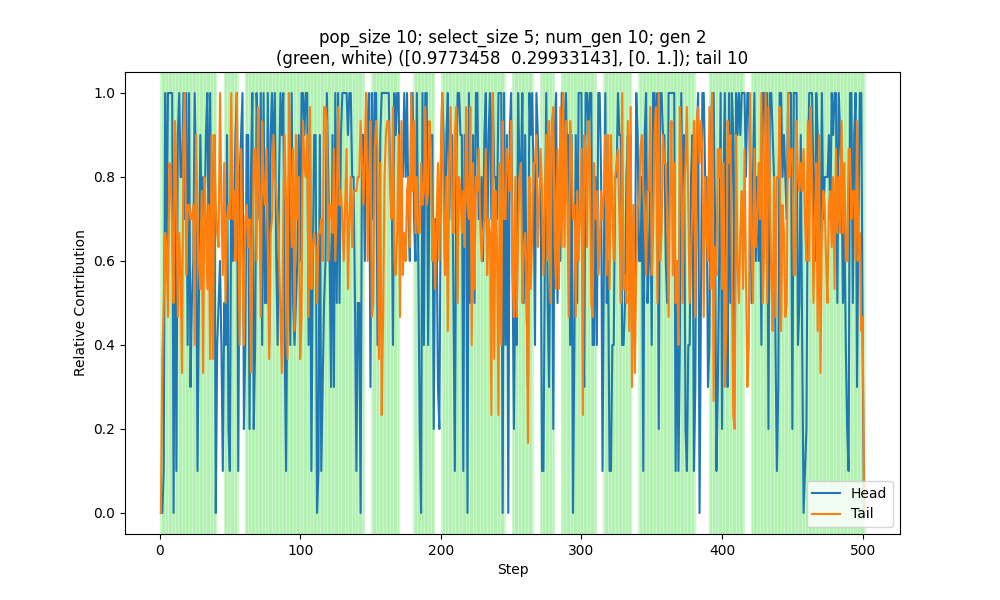 pop_size 10; select_size 5; num_gen 10; gen 2
(green, white) ([0.9773458  0.29933143], [0. 1.]); tail 10
1.0
0.8
0.6
0.4
0.2
0.0
Relative Contribution
Head
Tail
0 100 200 300 400 500
Step